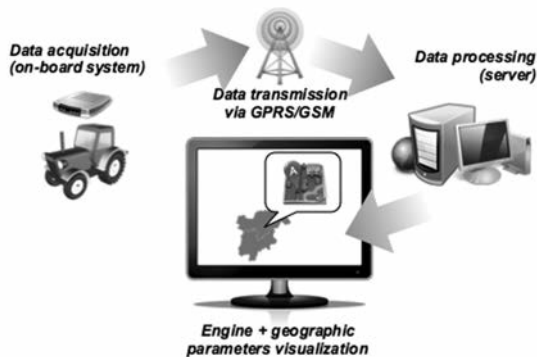 Data acquisition
(on-board system)
Data transmission
via GPRS/GSM
Data processing
(server)
A
Engine + geographic
parameters visualization